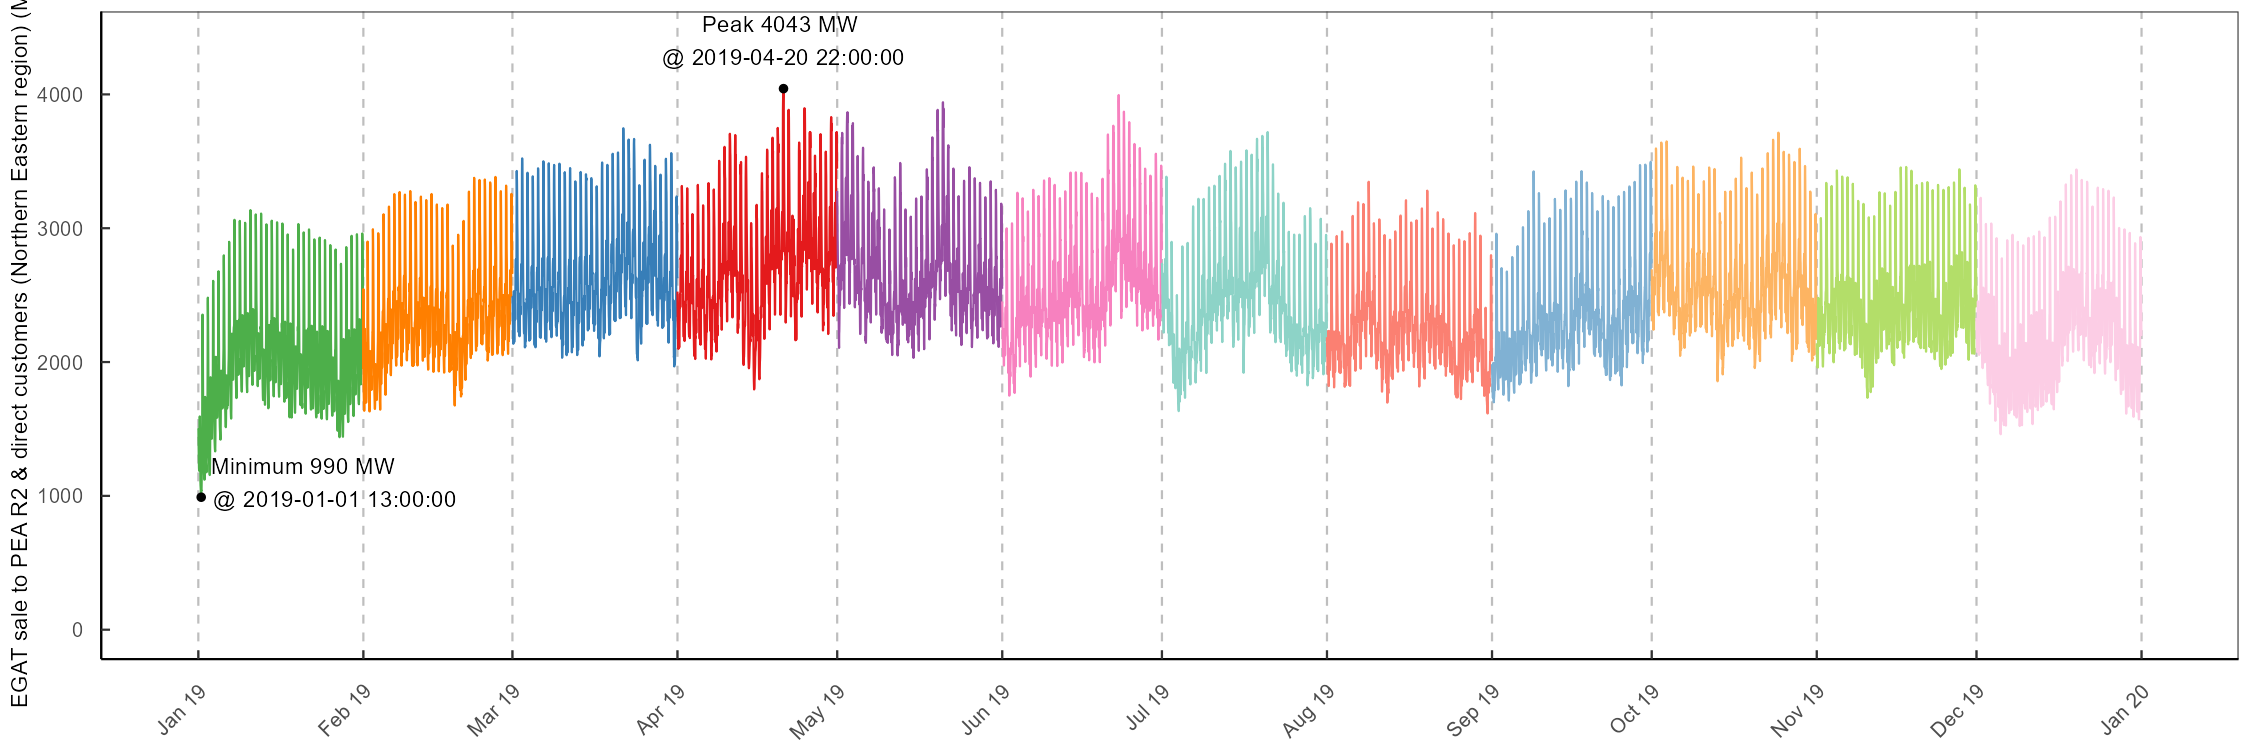 EGAT sale to PEA R2 & direct customers (Northern Eastern region)
Peak 4043 MW
@ 2019-04-20 22:00:00
4000
3000
2000
1000
0
Minimum 990 MW
@ 2019-01-01 13:00:00
Jan 19
Feb 19
Mar 19
Apr 19
May 19
Jun 19
Jul 19
Aug 19
Sep 19
Oct 19
Nov 19
Dec 19
Jan 20